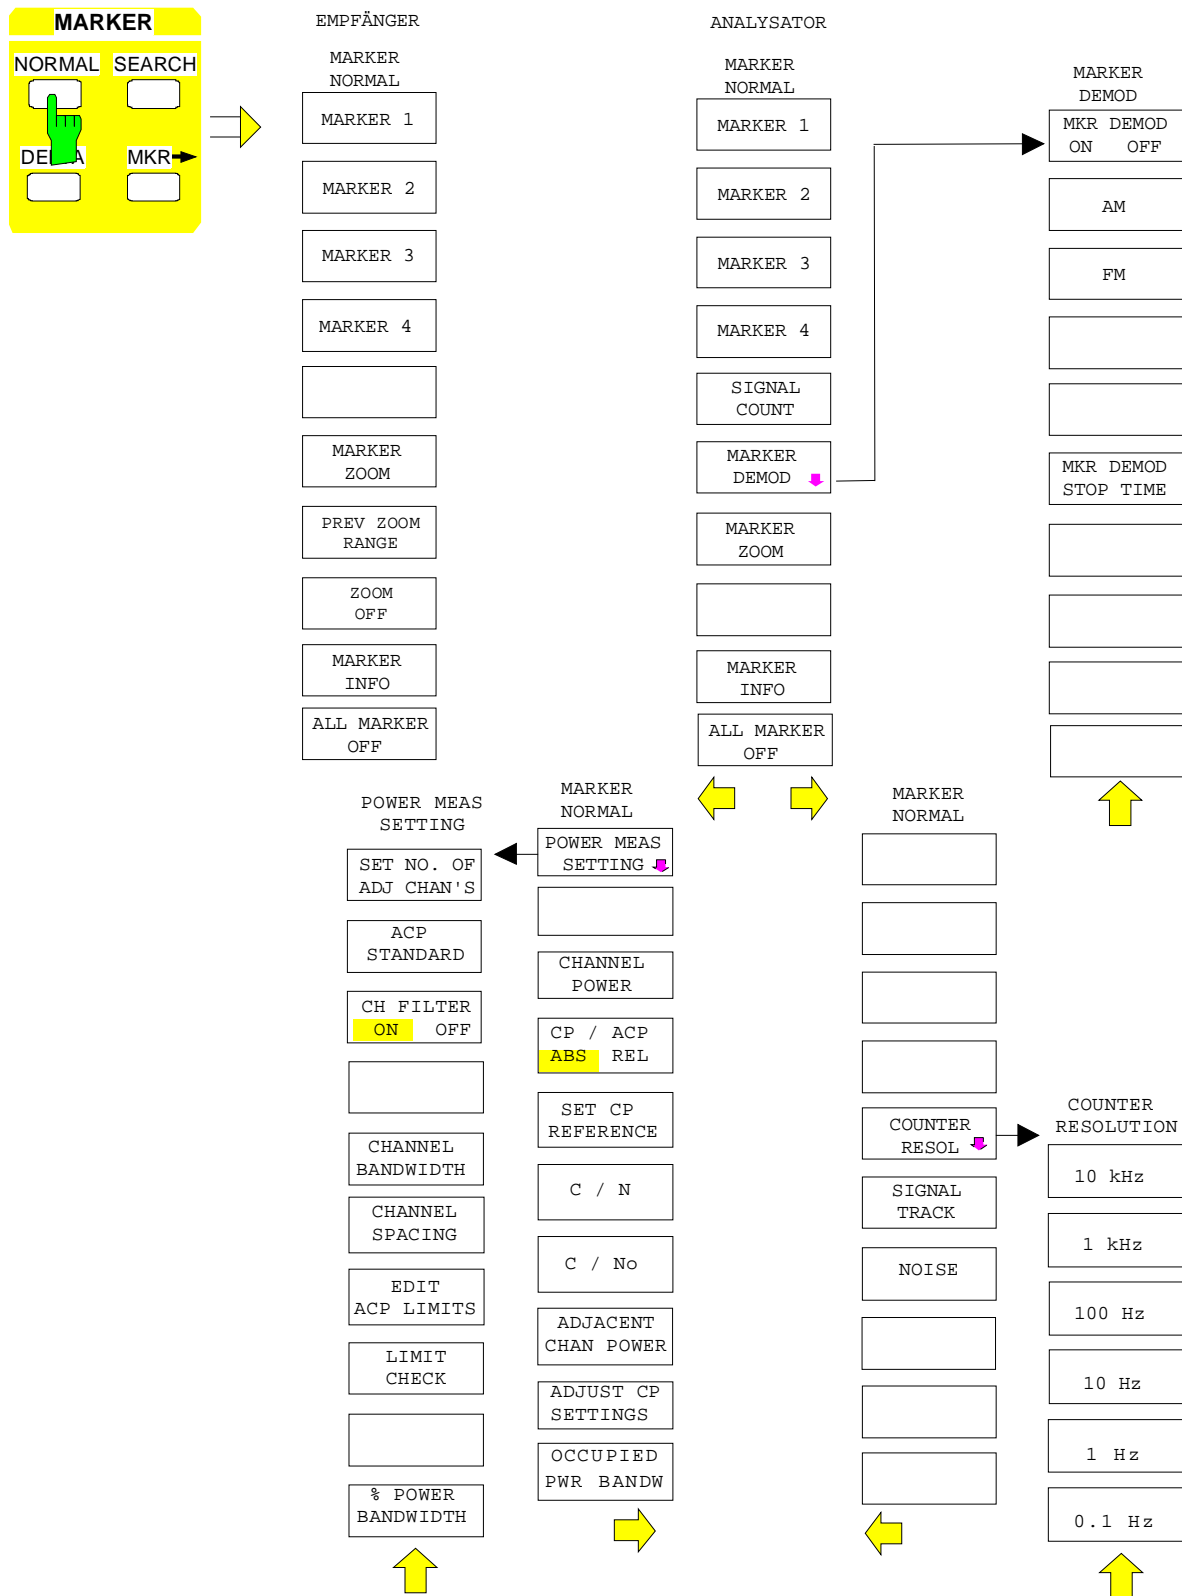 MARKER
NORMAL SEARCH
MKR
EMPFÄNGER
MARKER
NORMAL
MARKER 1
MARKER 2
MARKER 3
MARKER 4
MARKER
ZOOM
PREV ZOOM
RANGE
ZOOM
OFF
MARKER
INFO
ALL MARKER
OFF
ANALYSATOR
MARKER
NORMAL
MARKER 1
MARKER 2
MARKER 3
MARKER 4
SIGNAL
COUNT
MARKER
DEMOD
MARKER
ZOOM
MARKER
INFO
ALL MARKER
OFF
MARKER
DEMOD
MKR DEMOD
ON OFF
AM
FM
MKR DEMOD
STOP TIME
POWER MEAS
SETTING
SET NO. OF
ADJ CHAN'S
ACP
STANDARD
CH FILTER
ON OFF
CHANNEL
BANDWIDTH
CHANNEL
SPACING
EDIT
ACP LIMITS
LIMIT
CHECK
% POWER
BANDWIDTH
MARKER
NORMAL
POWER MEAS
SETTING
CHANNEL
POWER
CP / ACP
ABS REL
SET CP
REFERENCE
C / N
C / No
ADJACENT
CHAN POWER
ADJUST CP
SETTINGS
OCCUPIED
PWR BANDW
MARKER
NORMAL
COUNTER
RESOL
SIGNAL
TRACK
NOISE
COUNTER
RESOLUTION
10 kHz
1 kHz
100 Hz
10 Hz
1 Hz
0.1 Hz